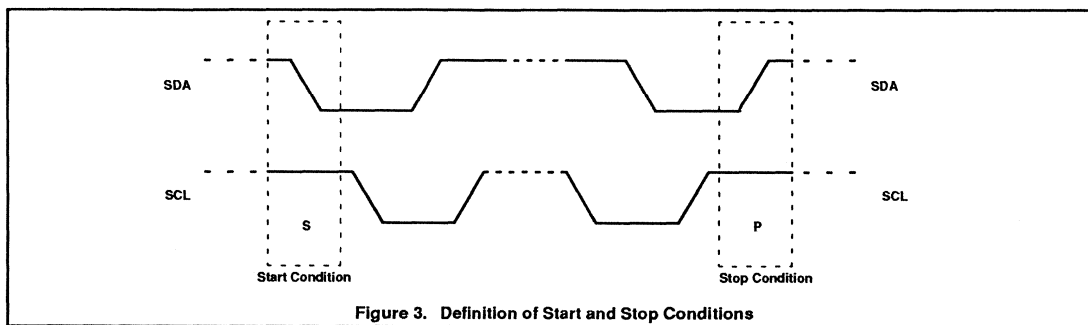 SDA
SDA
SCL
SCL
S
P
Start Condition
Stop Condition
Figure 3. Definition of Start and Stop Conditions